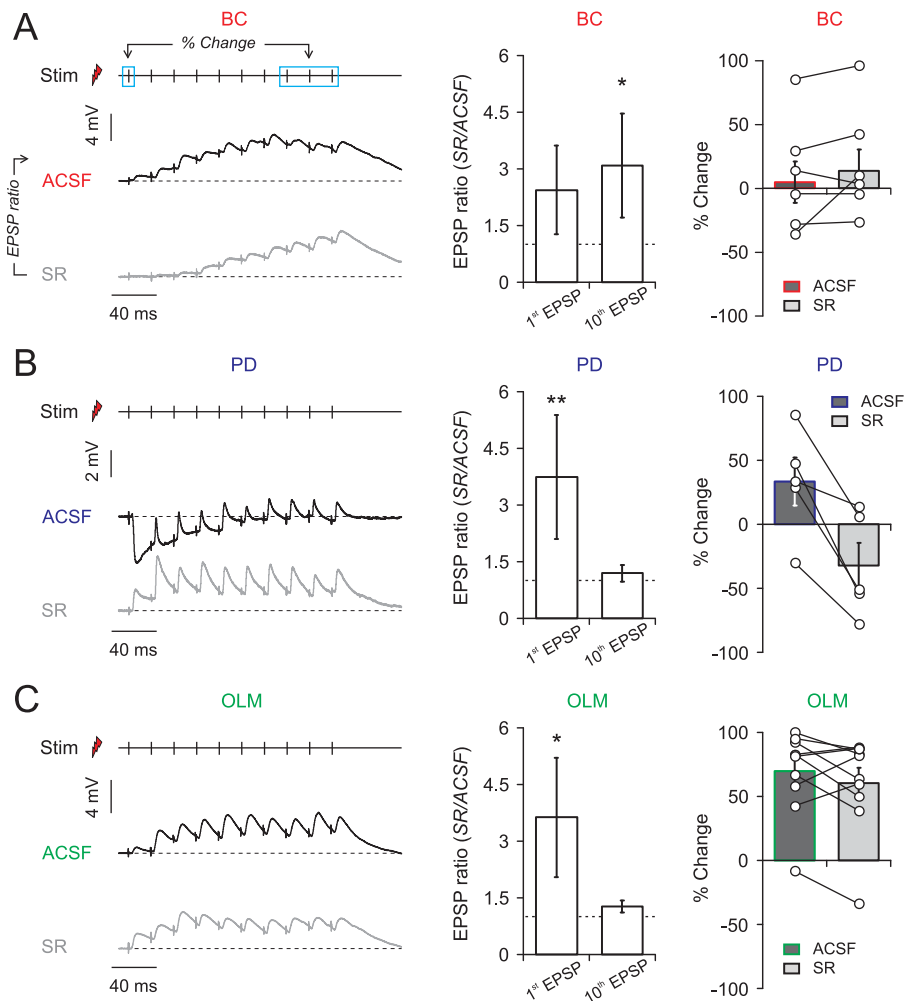 A
BC
% Change
Stim
4 mV
EPSP ratio
ACSF
SR
40 ms
BC
EPSP ratio (SR/ACSF)
6
4.5
3
1.5
0
*
1st EPSP
10th EPSP
BC
% Change
100
50
0
-50
-100
ACSF
SR
B
PD
Stim
2 mV
ACSF
SR
40 ms
PD
EPSP ratio (SR/ACSF)
6
4.5
3
1.5
0
**
1st EPSP
10th EPSP
PD
% Change
100
50
0
-50
-100
ACSF
SR
C
OLM
Stim
4 mV
ACSF
SR
40 ms
OLM
EPSP ratio (SR/ACSF)
6
4.5
3
1.5
0
*
1st EPSP
10th EPSP
OLM
% Change
100
50
0
-50
-100
ACSF
SR